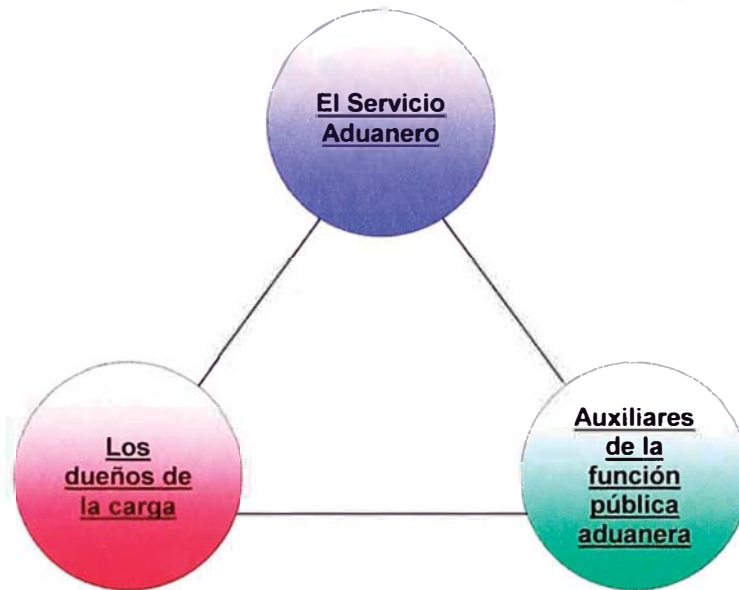 El Servicio
Aduanero
Los
dueños de
la carga
Auxiliares
de la
función
pública
aduanera